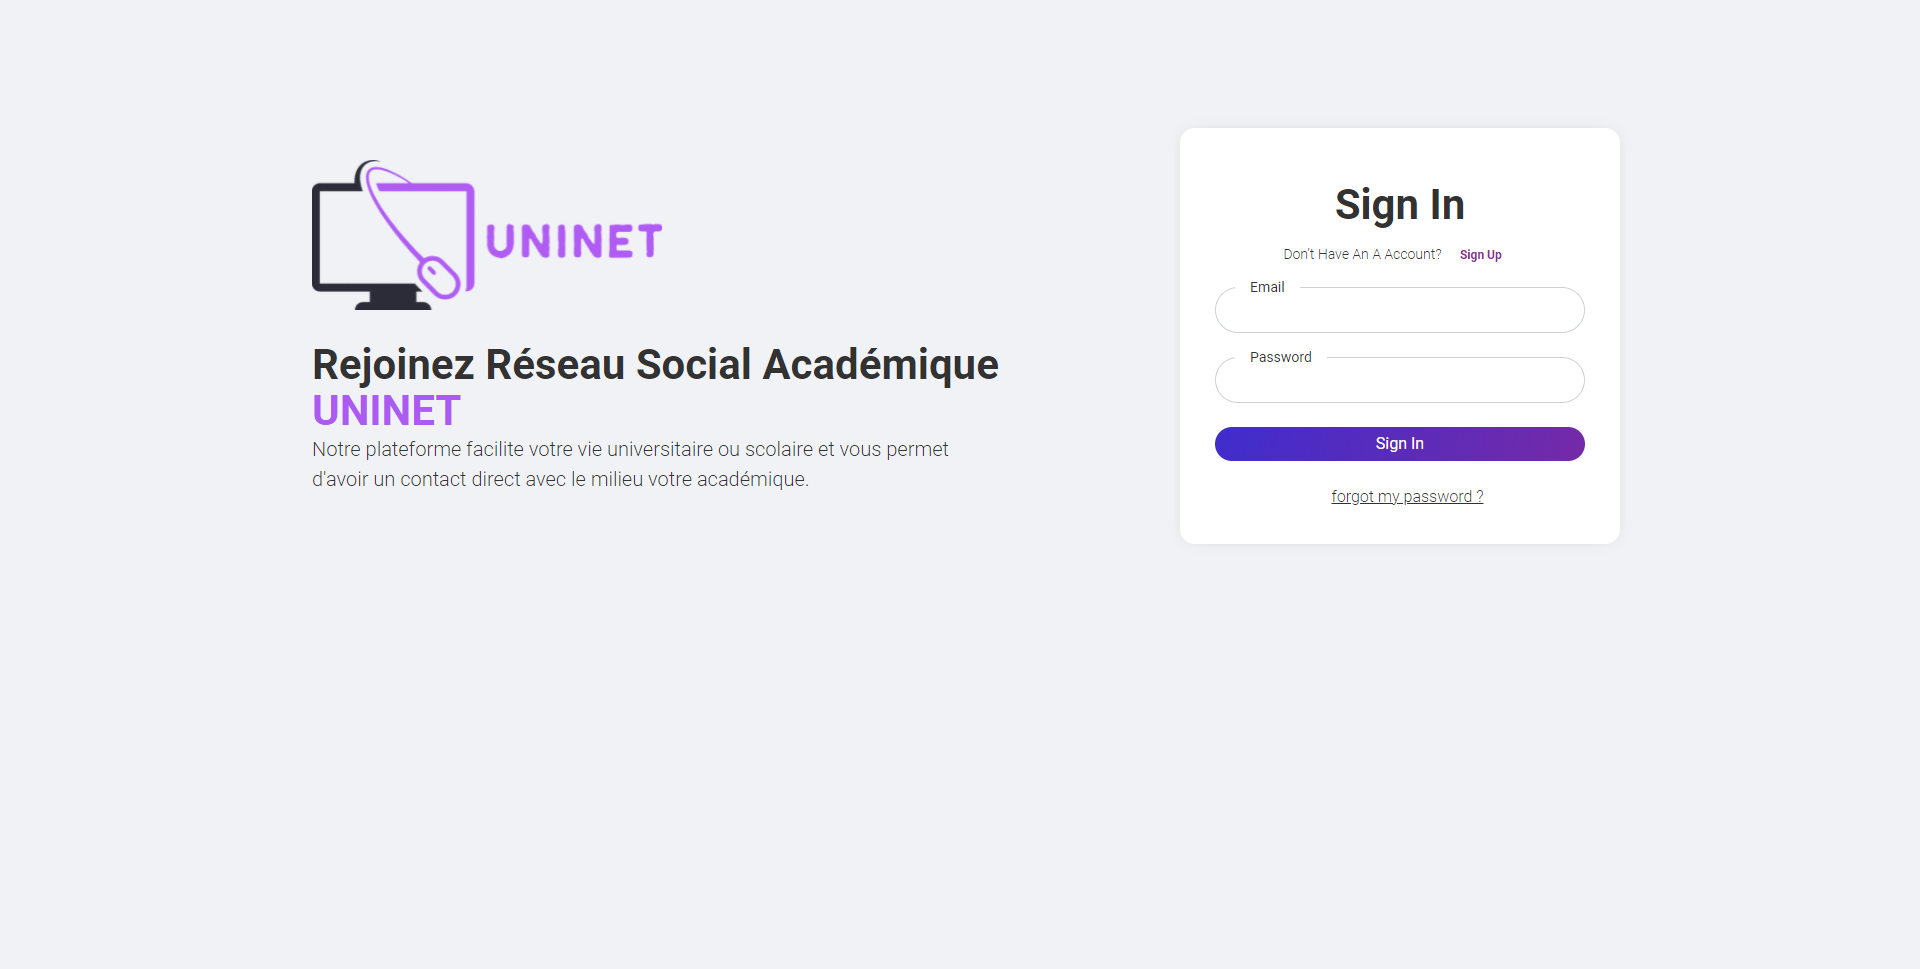 UNINET
Rejoinez Réseau Social Académique
UNINET
Notre plateforme facilite votre vie universitaire ou scolaire et vous permet
d'avoir un contact direct avec le milieu votre académique.
Sign In
Don't Have An A Account? Sign Up
Email
Password
Sign In
forgot my password ?